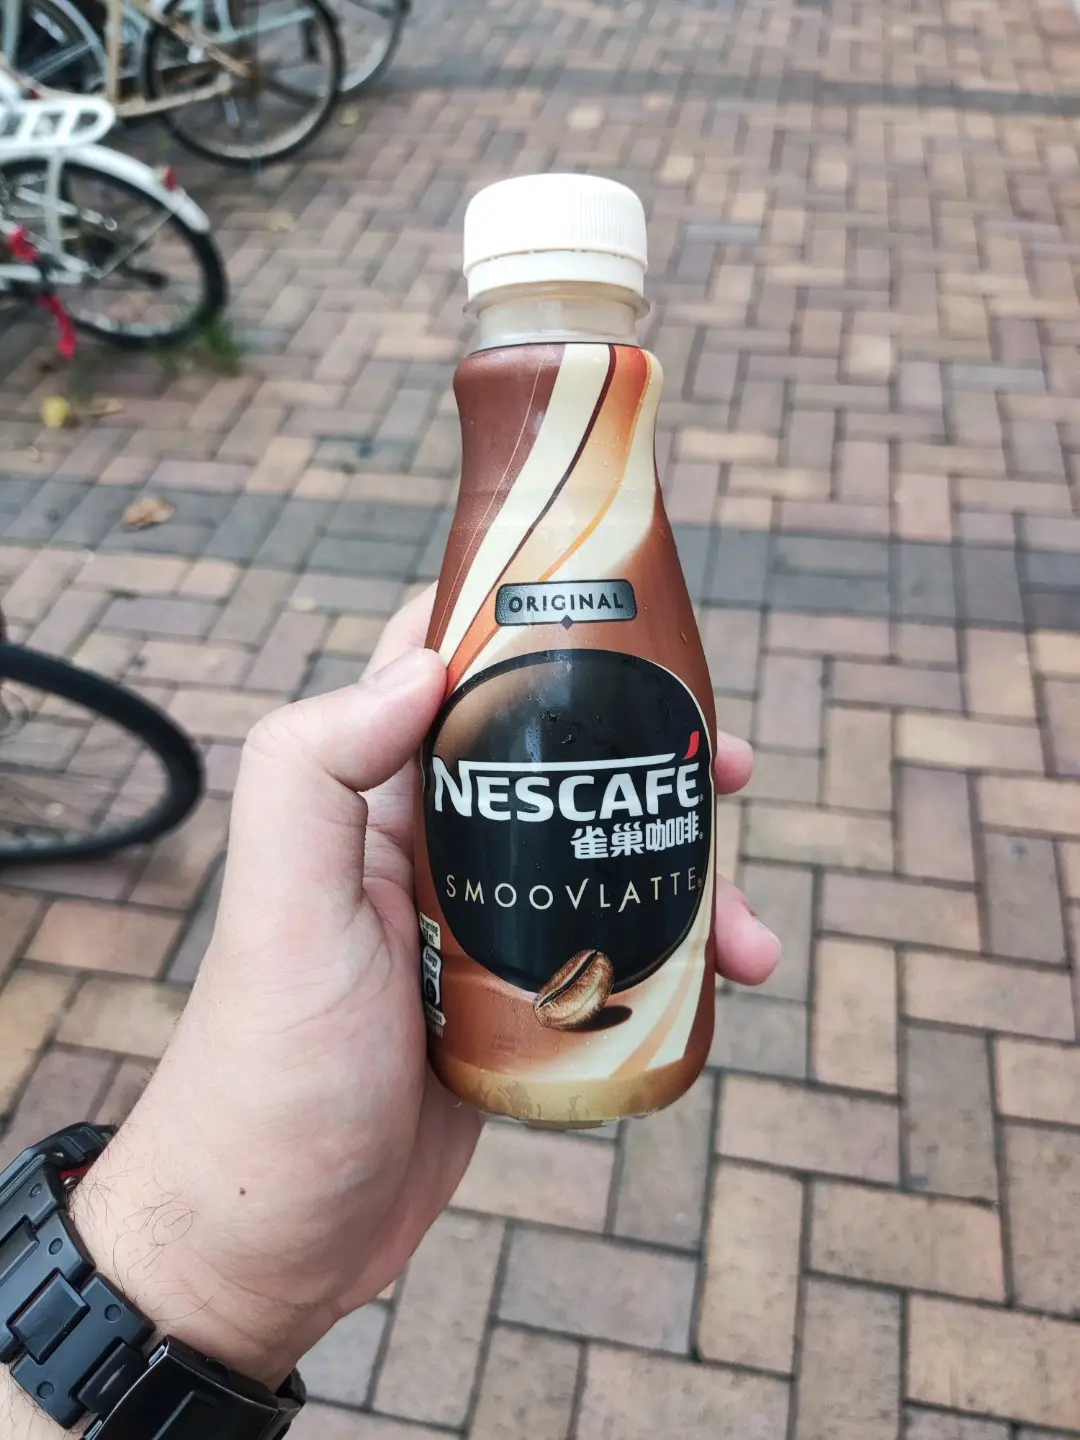 ORIGINAL
NESCAFÉ
雀巢咖啡
SMOOVLATTE